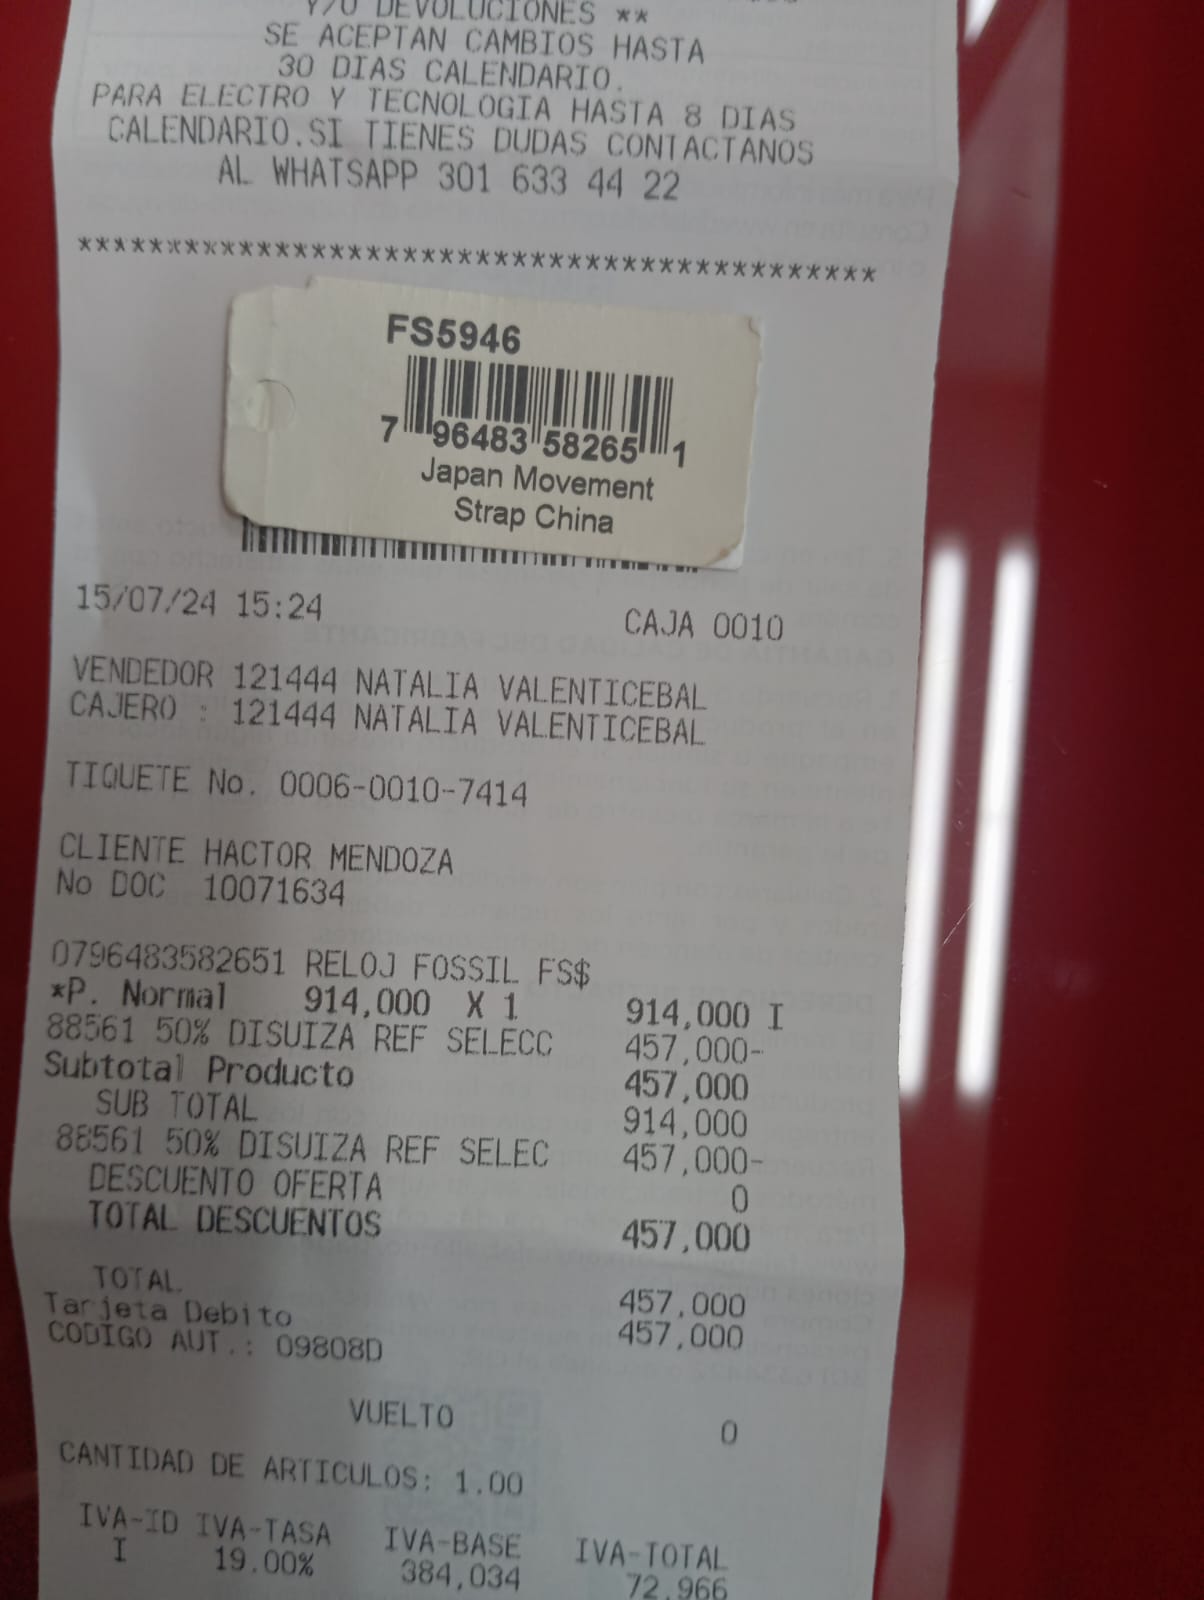 Y/O DEVOLUCIONES **
SE ACEPTAN CAMBIOS HASTA
30 DIAS CALENDARIO.
PARA ELECTRO Y TECNOLOGIA HASTA 8 DIAS
CALENDARIO.SI TIENES DUDAS CONTACTANOS
AL WHATSAPP 301 633 44 22
********************************************
FS5946
7 96483 58265 1
Japan Movement
Strap China
15/07/24 15:24 CAJA 0010
VENDEDOR 121444 NATALIA VALENTICEBAL
CAJERO : 121444 NATALIA VALENTICEBAL
TIQUETE No. 0006-0010-7414
CLIENTE HACTOR MENDOZA
No DOC 10071634
0796483582651 RELOJ FOSSIL FS$
*P. Normal 914,000 X 1 914,000 I
88561 50% DISUIZA REF SELECC 457,000-
Subtotal Producto 457,000
SUB TOTAL 914,000
88561 50% DISUIZA REF SELEC 457,000-
DESCUENTO OFERTA 0
TOTAL DESCUENTOS 457,000
TOTAL 457,000
Tarjeta Debito 457,000
CODIGO AUT.: 09808D
VUELTO 0
CANTIDAD DE ARTICULOS: 1.00
IVA-ID IVA-TASA IVA-BASE IVA-TOTAL
I 19.00% 384,034 72,966